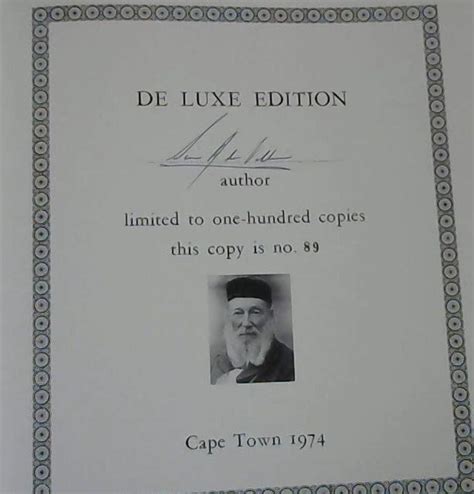 DE LUXE EDITION
author
limited to one-hundred copies
this copy is no. 89
Cape Town 1974